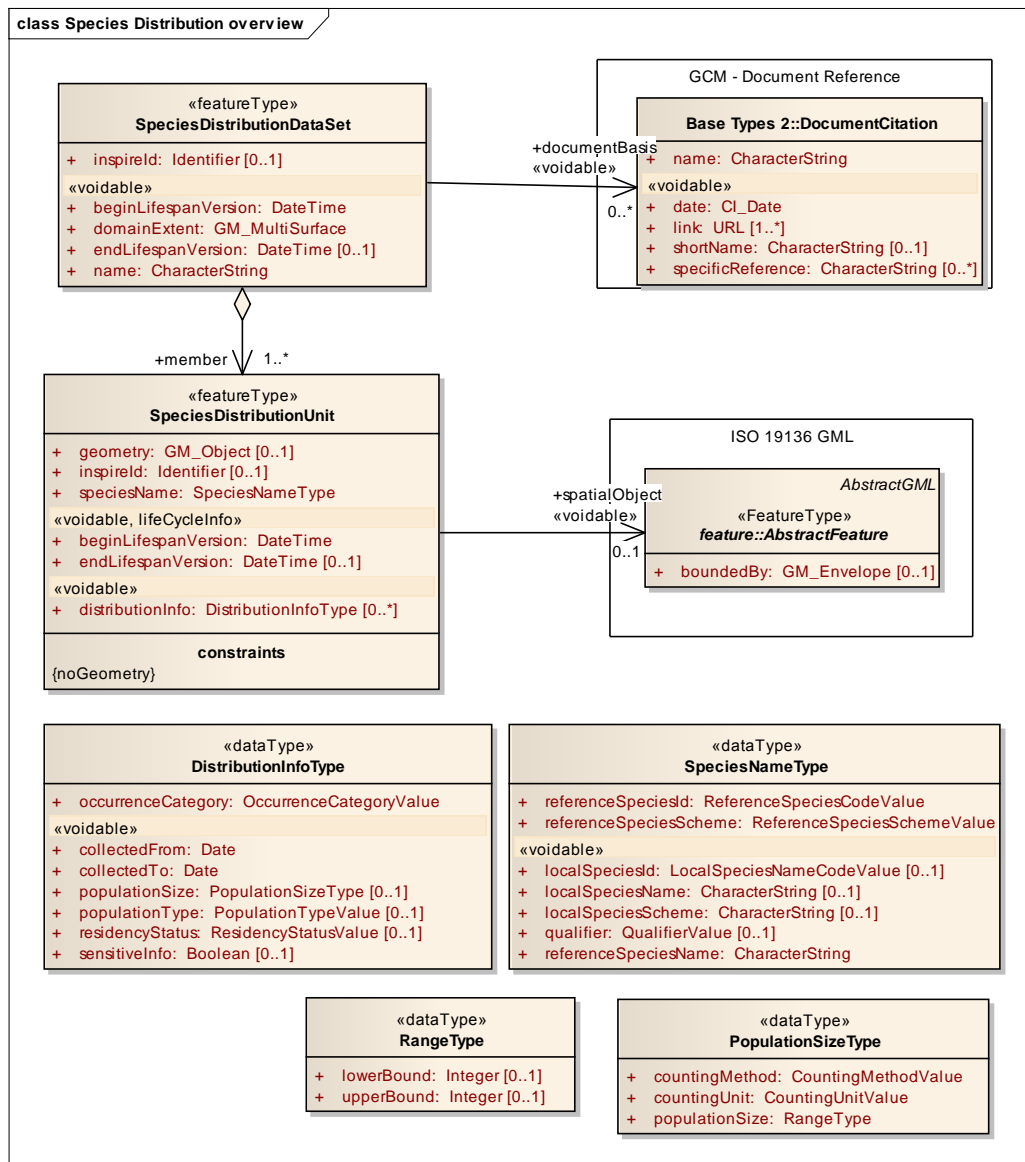 class Species Distribution overview
«featureType»
SpeciesDistributionDataSet
+ inspireId: Identifier [0..1]
«voidable»
+ beginLifespanVersion: DateTime
+ domainExtent: GM_MultiSurface
+ endLifespanVersion: DateTime [0..1]
+ name: CharacterString
+documentBasis
«voidable»
0..*
GCM - Document Reference
Base Types 2::DocumentCitation
+ name: CharacterString
«voidable»
+ date: CI_Date
+ link: URL [1..*]
+ shortName: CharacterString [0..1]
+ specificReference: CharacterString [0..*]
+member
1..*
«featureType»
SpeciesDistributionUnit
+ geometry: GM_Object [0..1]
+ inspireId: Identifier [0..1]
+ speciesName: SpeciesNameType
«voidable, lifeCycleInfo»
+ beginLifespanVersion: DateTime
+ endLifespanVersion: DateTime [0..1]
«voidable»
+ distributionInfo: DistributionInfoType [0..*]
constraints
{noGeometry}
+spatialObject
«voidable»
0..1
ISO 19136 GML
AbstractGML
«FeatureType»
feature::AbstractFeature
+ boundedBy: GM_Envelope [0..1]
«dataType»
DistributionInfoType
+ occurrenceCategory: OccurrenceCategoryValue
«voidable»
+ collectedFrom: Date
+ collectedTo: Date
+ populationSize: PopulationSizeType [0..1]
+ populationType: PopulationTypeValue [0..1]
+ residencyStatus: ResidencyStatusValue [0..1]
+ sensitiveInfo: Boolean [0..1]
«dataType»
SpeciesNameType
+ referenceSpeciesId: ReferenceSpeciesCodeValue
+ referenceSpeciesScheme: ReferenceSpeciesSchemeValue
«voidable»
+ localSpeciesId: LocalSpeciesNameCodeValue [0..1]
+ localSpeciesName: CharacterString [0..1]
+ localSpeciesScheme: CharacterString [0..1]
+ qualifier: QualifierValue [0..1]
+ referenceSpeciesName: CharacterString
«dataType»
RangeType
+ lowerBound: Integer [0..1]
+ upperBound: Integer [0..1]
«dataType»
PopulationSizeType
+ countingMethod: CountingMethodValue
+ countingUnit: CountingUnitValue
+ populationSize: RangeType